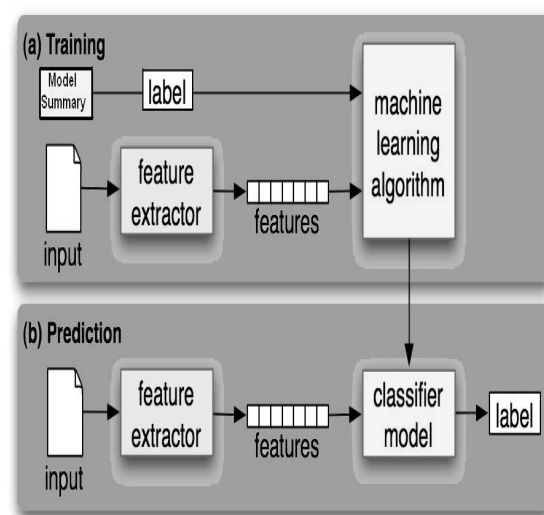 (a) Training
Model
Summary
label
machine
learning
algorithm
feature
extractor
input
features
(b) Prediction
feature
extractor
input
features
classifier
model
label